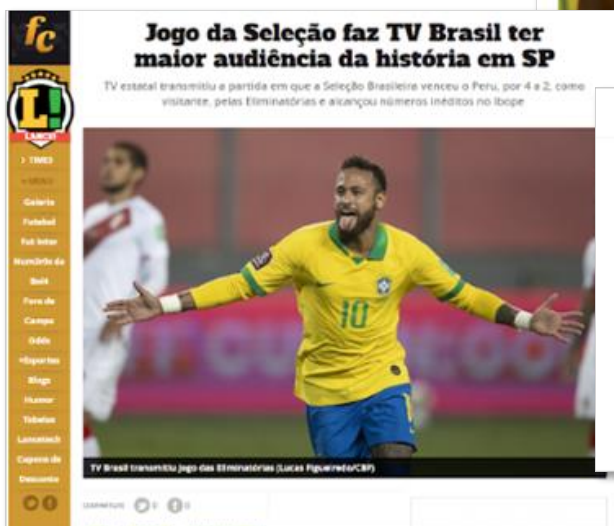 fc
Jogo da Seleção faz TV Brasil ter
maior audiência da história em SP
TV estatal transmitiu a partida em que a Seleção Brasileira venceu o Peru, por 4 a 2, como
visitante, pelas Eliminatórias e alcançou números inéditos no Ibope
L!
LANCE!
> TIMES
Galeria
Futebol
Fut Inter
Número da
Bola
Fora de
Campo
Odds
+Esportes
Blogs
Humor
Tabelas
Lancetech
Cupons de
Desconto
10
TV Brasil transmitiu jogo das Eliminatórias (Lucas Figueiredo/CBF)